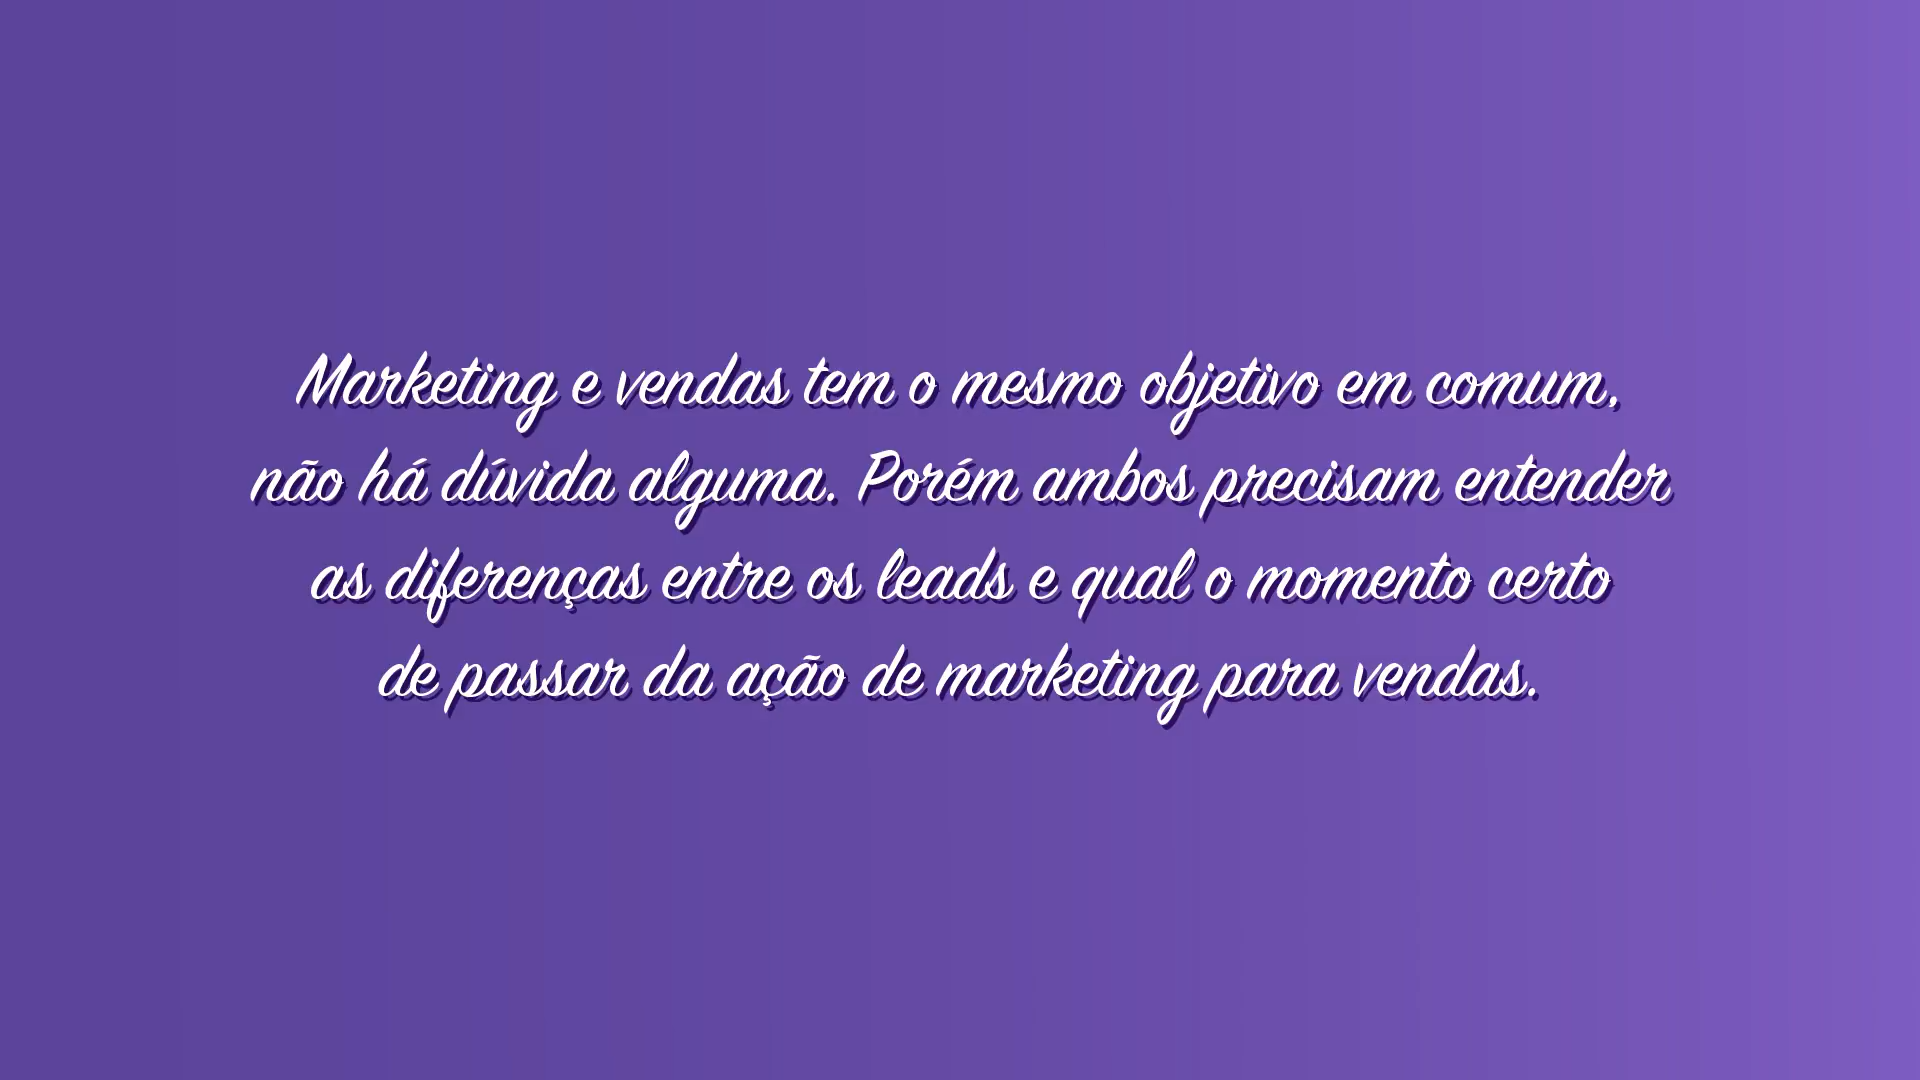 Marketing e vendas tem o mesmo objetivo em comum,
não há dúvida alguma. Porém ambos precisam entender
as diferenças entre os leads e qual o momento certo
de passar da ação de marketing para vendas.